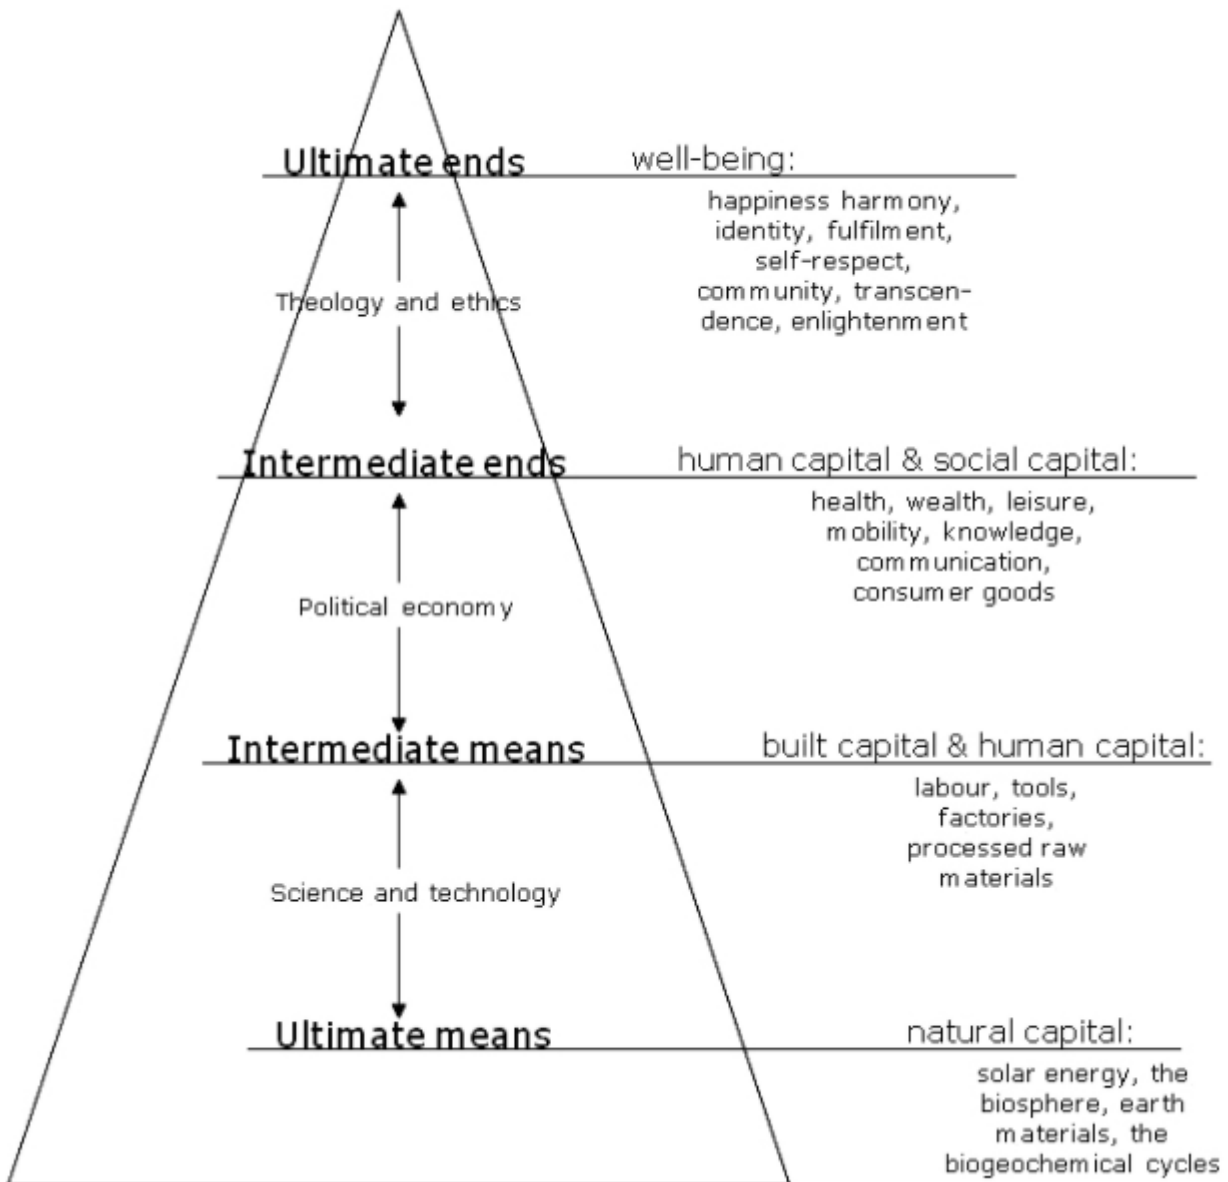 Ultimate ends
well-being:
happiness harmony,
identity, fulfilment,
self-respect,
community, transcen-
dence, enlightenment
Theology and ethics
Intermediate ends
human capital & social capital:
health, wealth, leisure,
mobility, knowledge,
communication,
consumer goods
Political economy
Intermediate means
built capital & human capital:
labour, tools,
factories,
processed raw
materials
Science and technology
Ultimate means
natural capital:
solar energy, the
biosphere, earth
materials, the
biogeochemical cycles